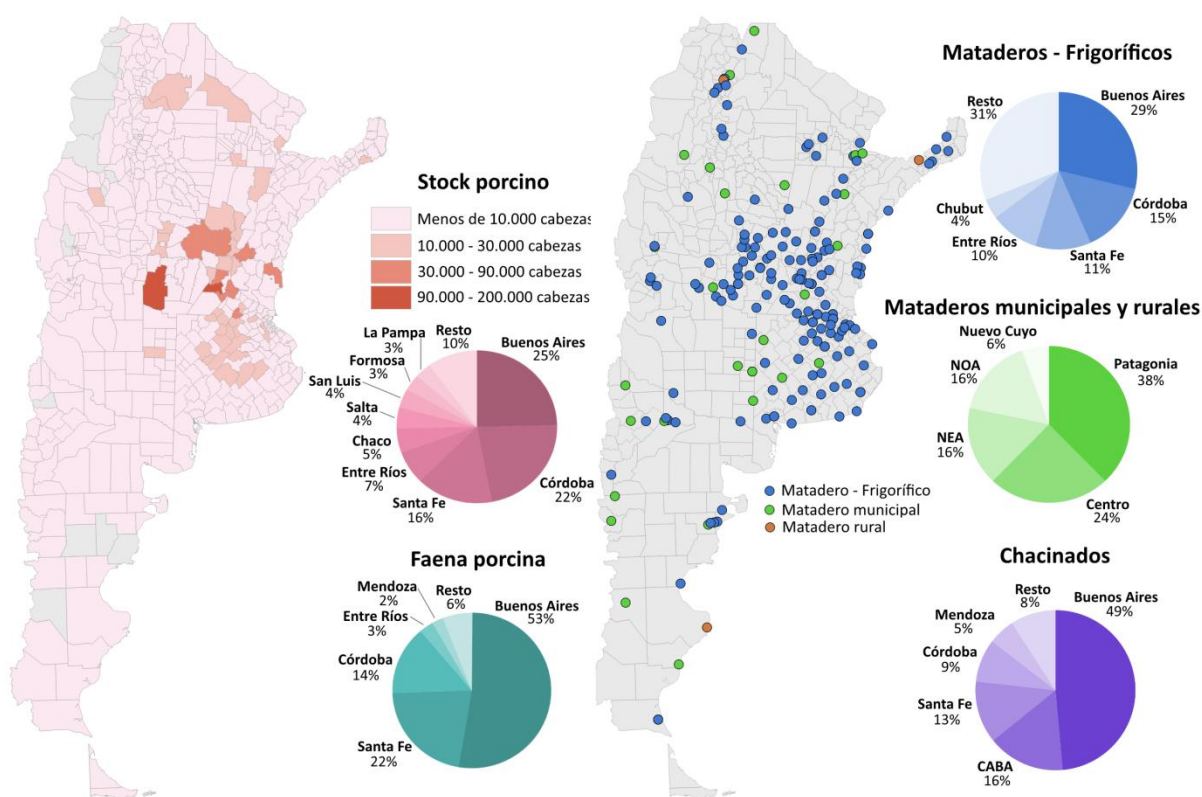 Stock porcino
Menos de 10.000 cabezas
10.000 - 30.000 cabezas
30.000 - 90.000 cabezas
90.000 - 200.000 cabezas
La Pampa
3%
Resto
10%
Buenos Aires
25%
Formosa
3%
San Luis
4%
Salta
4%
Chaco
5%
Entre Ríos
7%
Santa Fe
16%
Córdoba
22%
Faena porcina
Mendoza
2%
Resto
6%
Buenos Aires
53%
Entre Ríos
3%
Córdoba
14%
Santa Fe
22%
Matadero - Frigorífico
Matadero municipal
Matadero rural
Mataderos - Frigoríficos
Resto
31%
Buenos Aires
29%
Chubut
4%
Entre Ríos
10%
Santa Fe
11%
Córdoba
15%
Mataderos municipales y rurales
Nuevo Cuyo
6%
Patagonia
38%
NOA
16%
NEA
16%
Centro
24%
Chacinados
Resto
8%
Buenos Aires
49%
Mendoza
5%
Córdoba
9%
Santa Fe
13%
CABA
16%